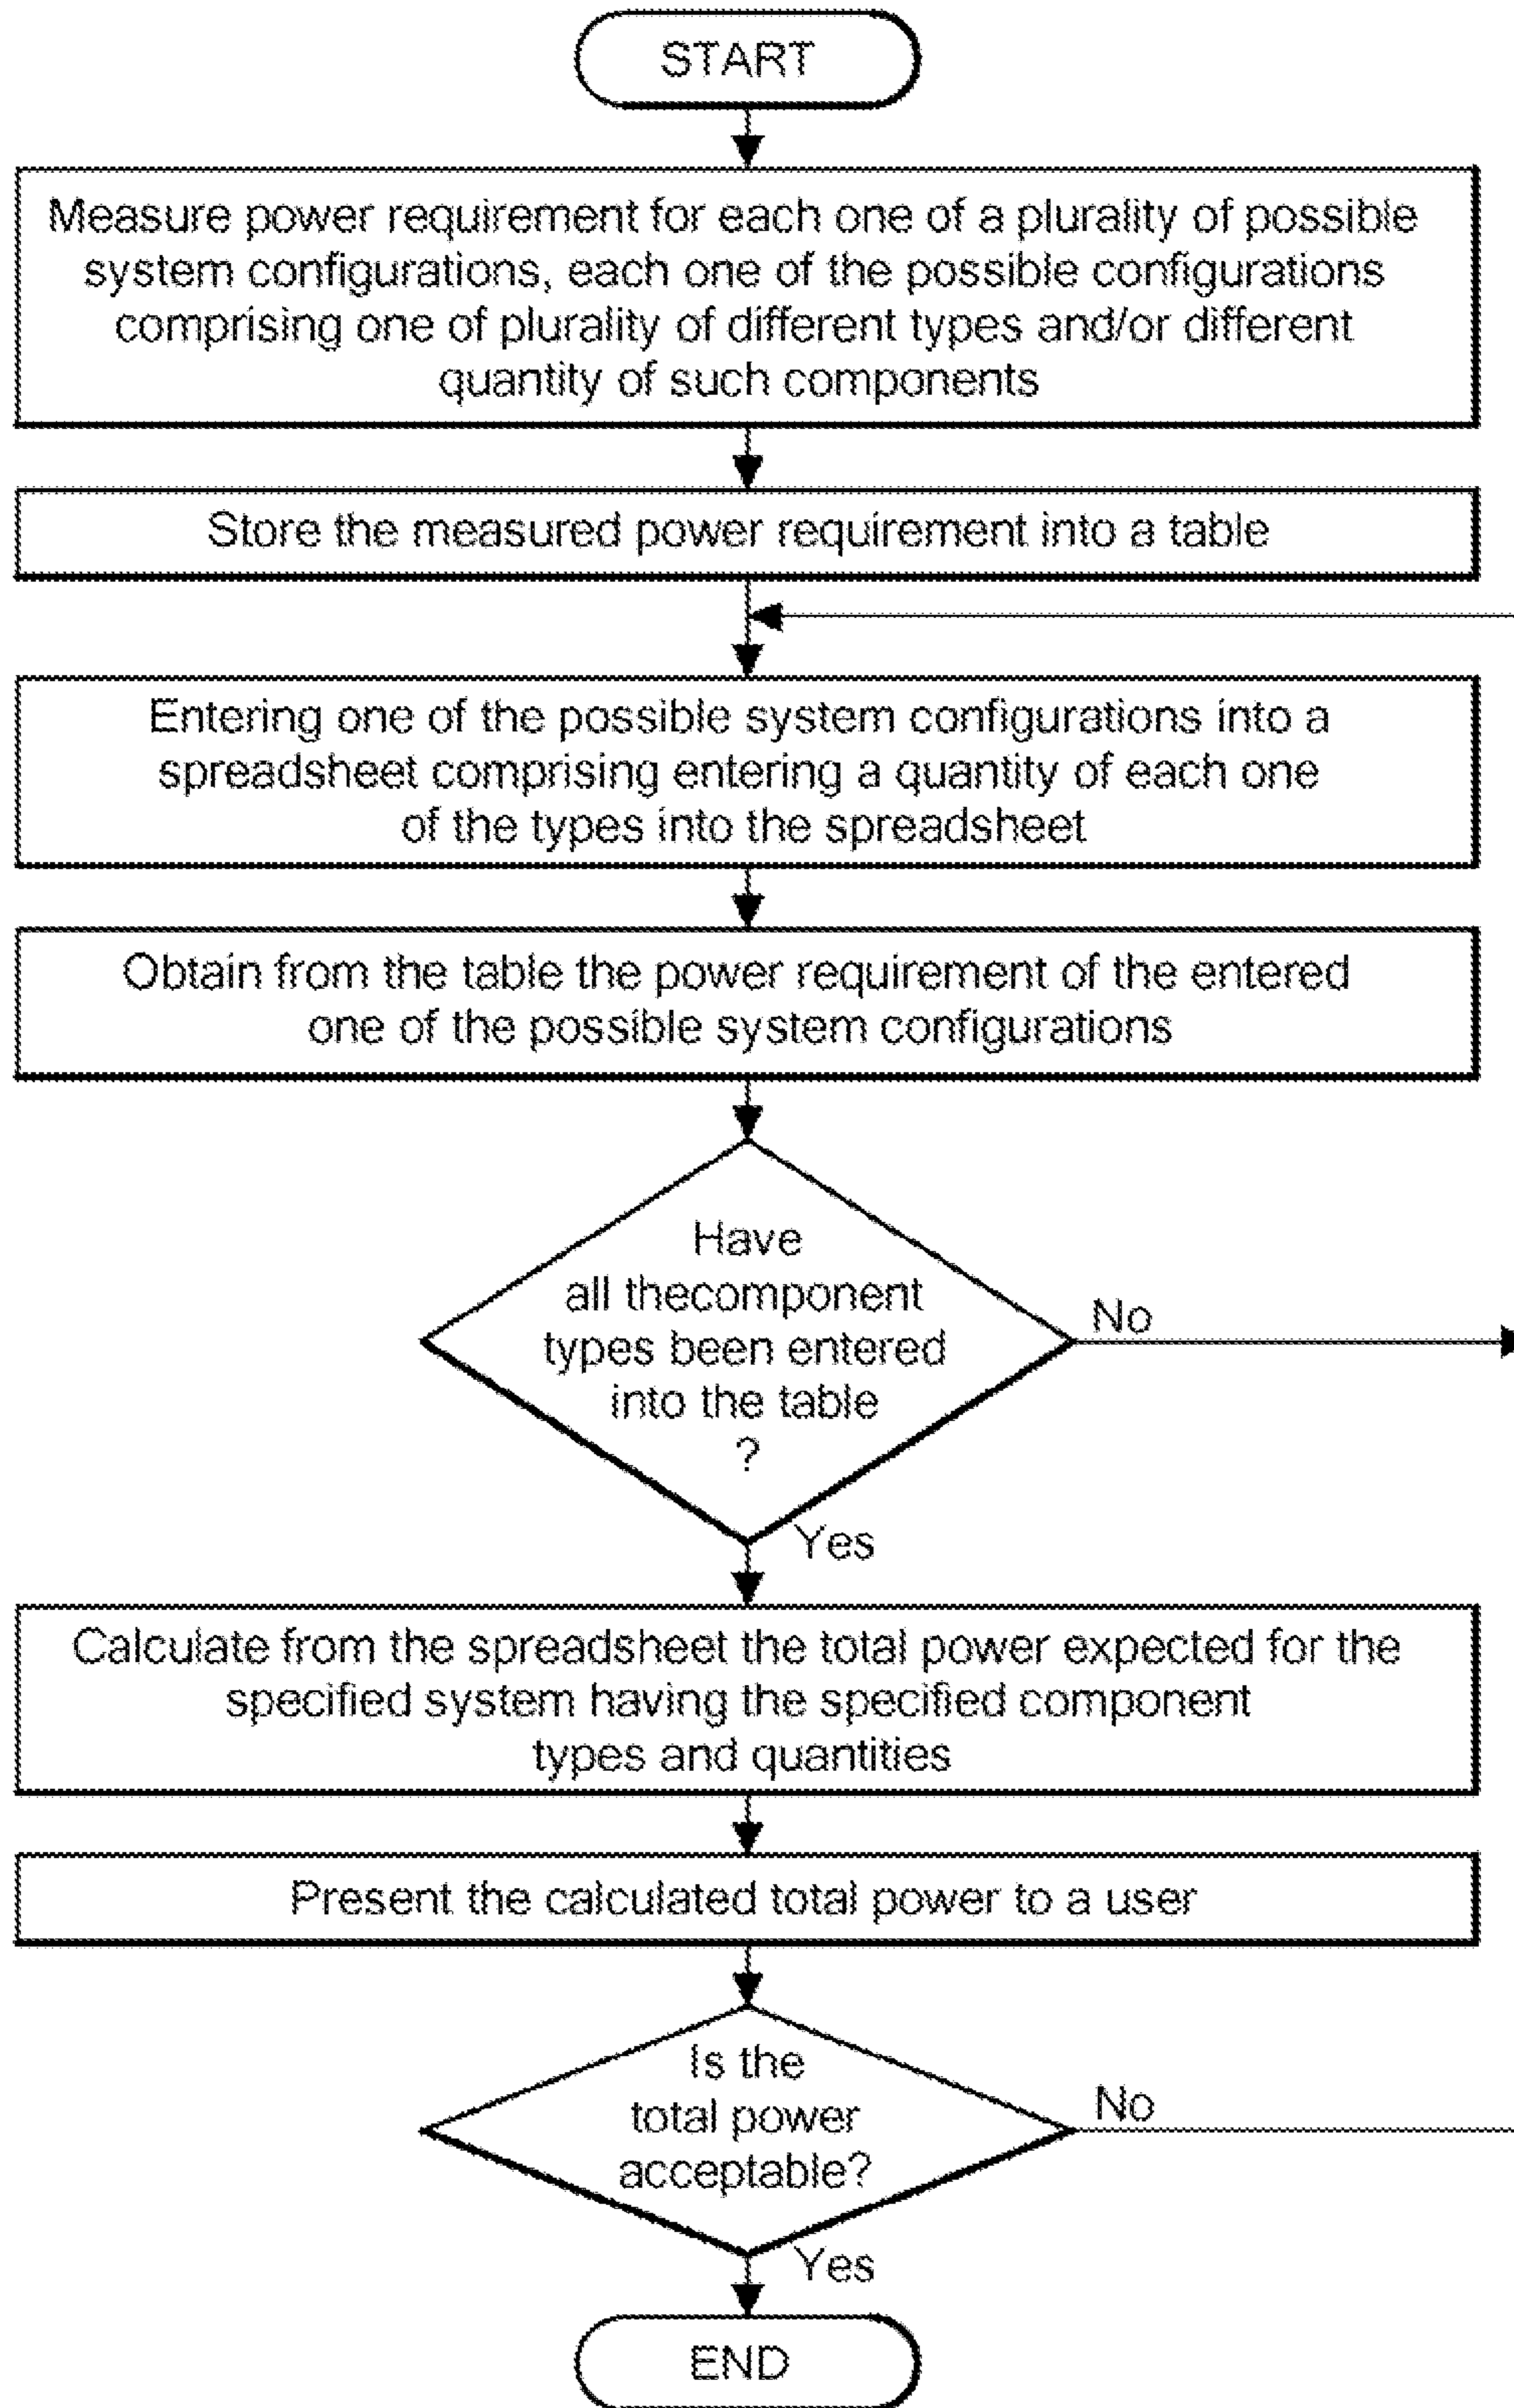 START
Measure power requirement for each one of a plurality of possible
system configurations, each one of the possible configurations
comprising one of plurality of different types and/or different
quantity of such components
Store the measured power requirement into a table
Entering one of the possible system configurations into a
spreadsheet comprising entering a quantity of each one
of the types into the spreadsheet
Obtain from the table the power requirement of the entered
one of the possible system configurations
Have
all thecomponent
types been entered
into the table
?
No
Yes
Calculate from the spreadsheet the total power expected for the
specified system having the specified component
types and quantities
Present the calculated total power to a user
Is the
total power
acceptable?
No
Yes
END